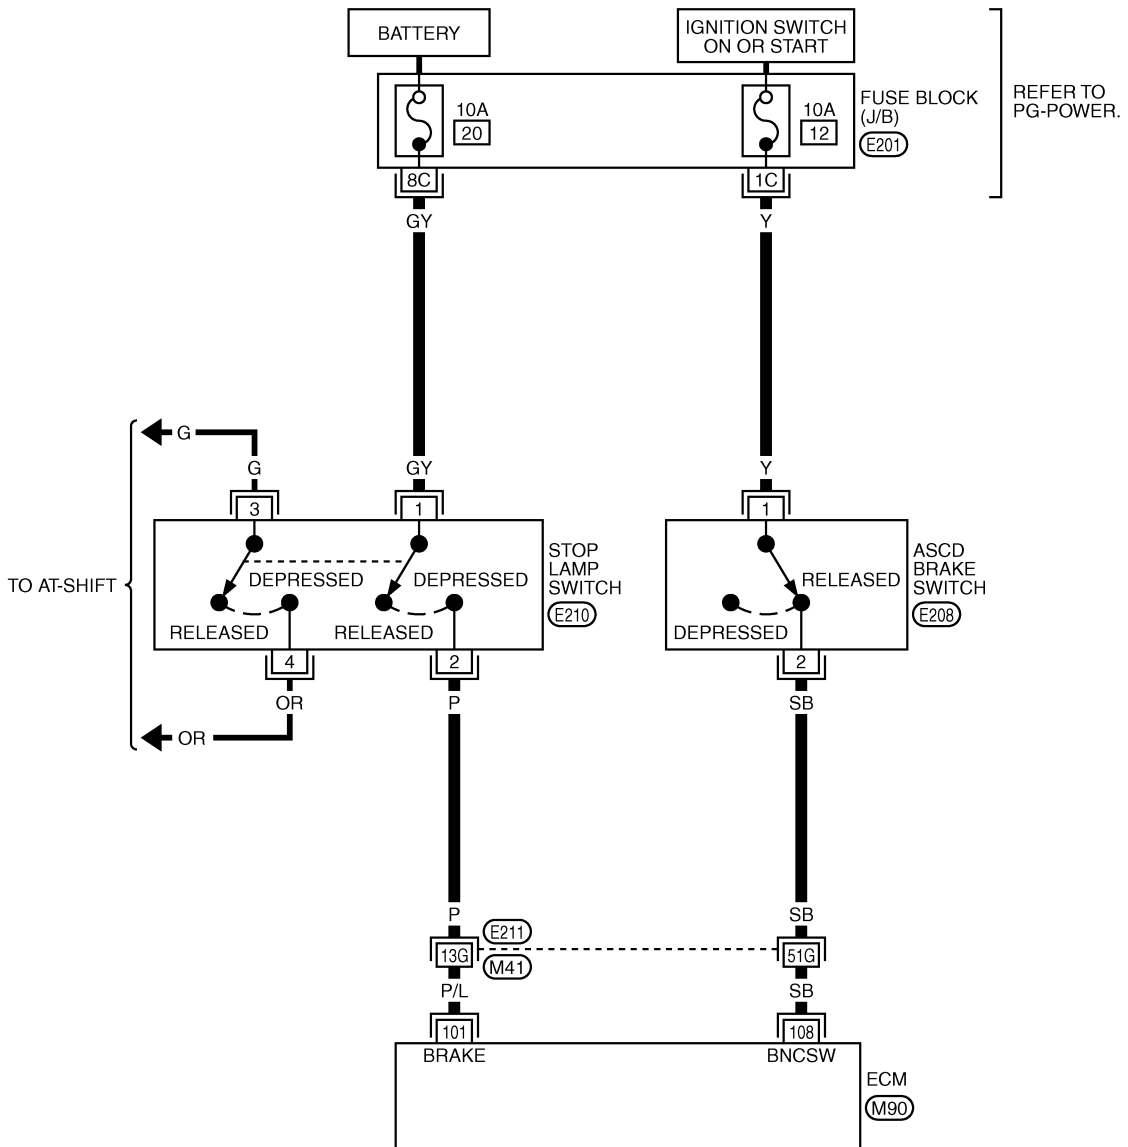 BATTERY
IGNITION SWITCH
ON OR START
10A
20
10A
12
FUSE BLOCK
(J/B)
E201
REFER TO
PG-POWER.
8C
1C
GY
Y
G
G
GY
Y
3
1
1
DEPRESSED
DEPRESSED
RELEASED
RELEASED
STOP
LAMP
SWITCH
E210
RELEASED
DEPRESSED
ASCD
BRAKE
SWITCH
E208
TO AT-SHIFT
4
2
2
OR
P
SB
OR
P
SB
E211
13G
51G
M41
P/L
SB
101
108
BRAKE
BNCSW
ECM
M90